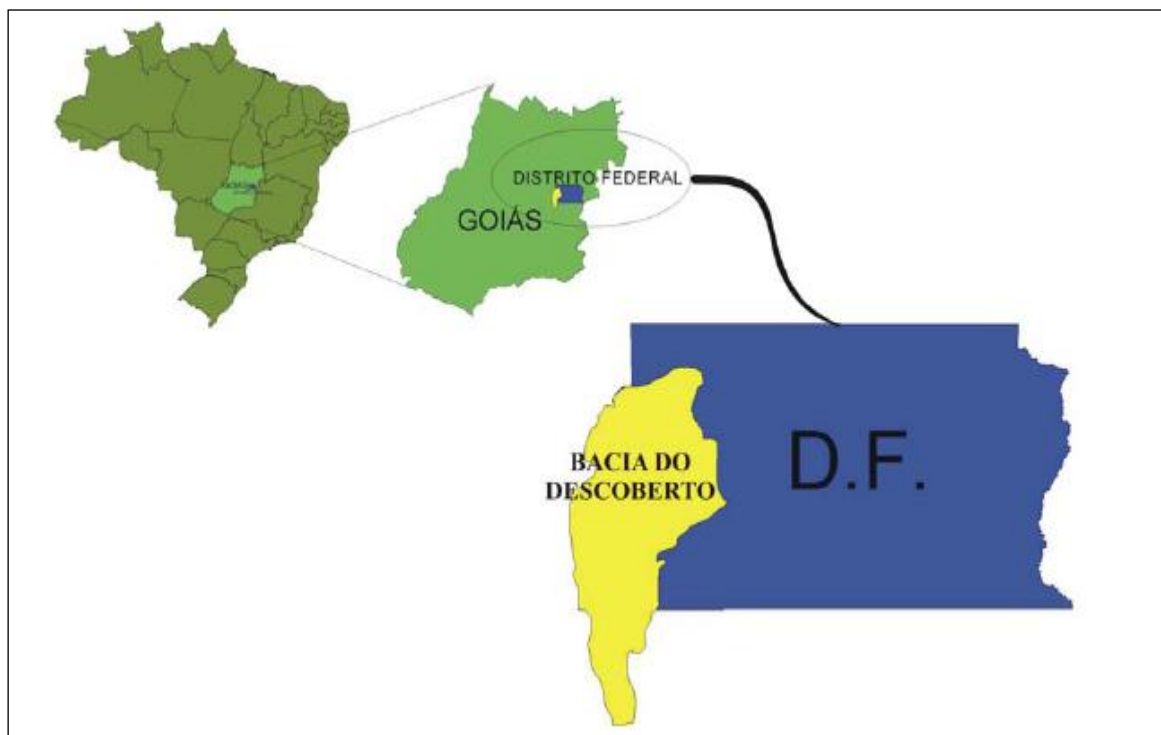 DISTRITO FEDERAL
GOIÁS
BACIA DO
DESCOBERTO
D.F.